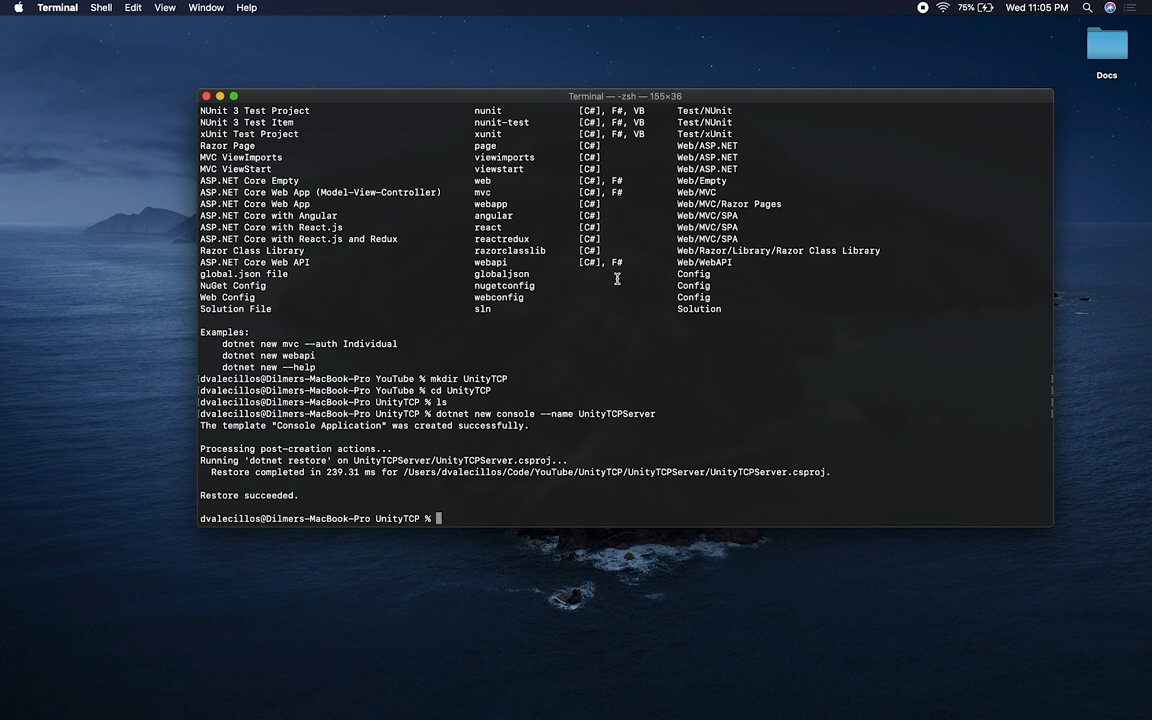 Terminal Shell Edit View Window Help 75% Wed 11:05 PM
Docs
Terminal — -zsh — 155×36
NUnit 3 Test Project nunit [C#], F#, VB Test/NUnit
NUnit 3 Test Item nunit-test [C#], F#, VB Test/NUnit
xUnit Test Project xunit [C#], F#, VB Test/xUnit
Razor Page page [C#] Web/ASP.NET
MVC ViewImports viewimports [C#] Web/ASP.NET
MVC ViewStart viewstart [C#] Web/ASP.NET
ASP.NET Core Empty web [C#], F# Web/Empty
ASP.NET Core Web App (Model-View-Controller) mvc [C#], F# Web/MVC
ASP.NET Core Web App webapp [C#] Web/MVC/Razor Pages
ASP.NET Core with Angular angular [C#] Web/MVC/SPA
ASP.NET Core with React.js react [C#] Web/MVC/SPA
ASP.NET Core with React.js and Redux reactredux [C#] Web/MVC/SPA
Razor Class Library razorclasslib [C#] Web/Razor/Library/Razor Class Library
ASP.NET Core Web API webapi [C#], F# Web/WebAPI
global.json file globaljson Config
NuGet Config nugetconfig Config
Web Config webconfig Config
Solution File sln Solution
Examples:
dotnet new mvc --auth Individual
dotnet new webapi
dotnet new --help
[dvalecillos@Dilmers-MacBook-Pro YouTube % mkdir UnityTCP ]
[dvalecillos@Dilmers-MacBook-Pro YouTube % cd UnityTCP ]
[dvalecillos@Dilmers-MacBook-Pro UnityTCP % ls ]
[dvalecillos@Dilmers-MacBook-Pro UnityTCP % dotnet new console --name UnityTCPServer ]
The template "Console Application" was created successfully.
Processing post-creation actions...
Running 'dotnet restore' on UnityTCPServer/UnityTCPServer.csproj...
Restore completed in 239.31 ms for /Users/dvalecillos/Code/YouTube/UnityTCP/UnityTCPServer/UnityTCPServer.csproj.
Restore succeeded.
dvalecillos@Dilmers-MacBook-Pro UnityTCP %